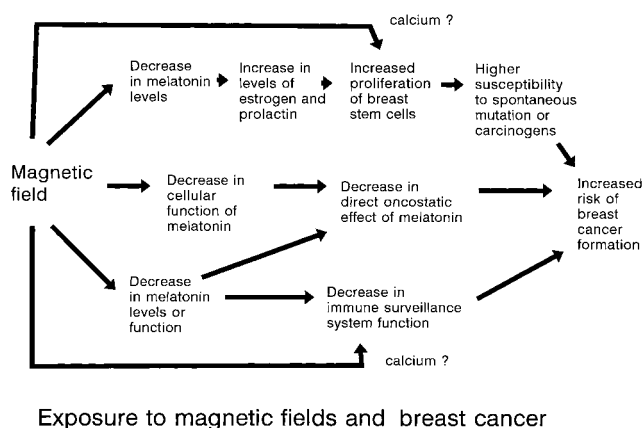 calcium ?
Decrease
in melatonin
levels
Increase in
levels of
estrogen and
prolactin
Increased
proliferation
of breast
stem cells
Higher
susceptibility
to spontaneous
mutation or
carcinogens
Magnetic
field
Decrease in
cellular
function of
melatonin
Decrease in
direct oncostatic
effect of melatonin
Increased
risk of
breast
cancer
formation
Decrease
in melatonin
levels or
function
Decrease in
immune surveillance
system function
calcium ?
Exposure to magnetic fields and breast cancer